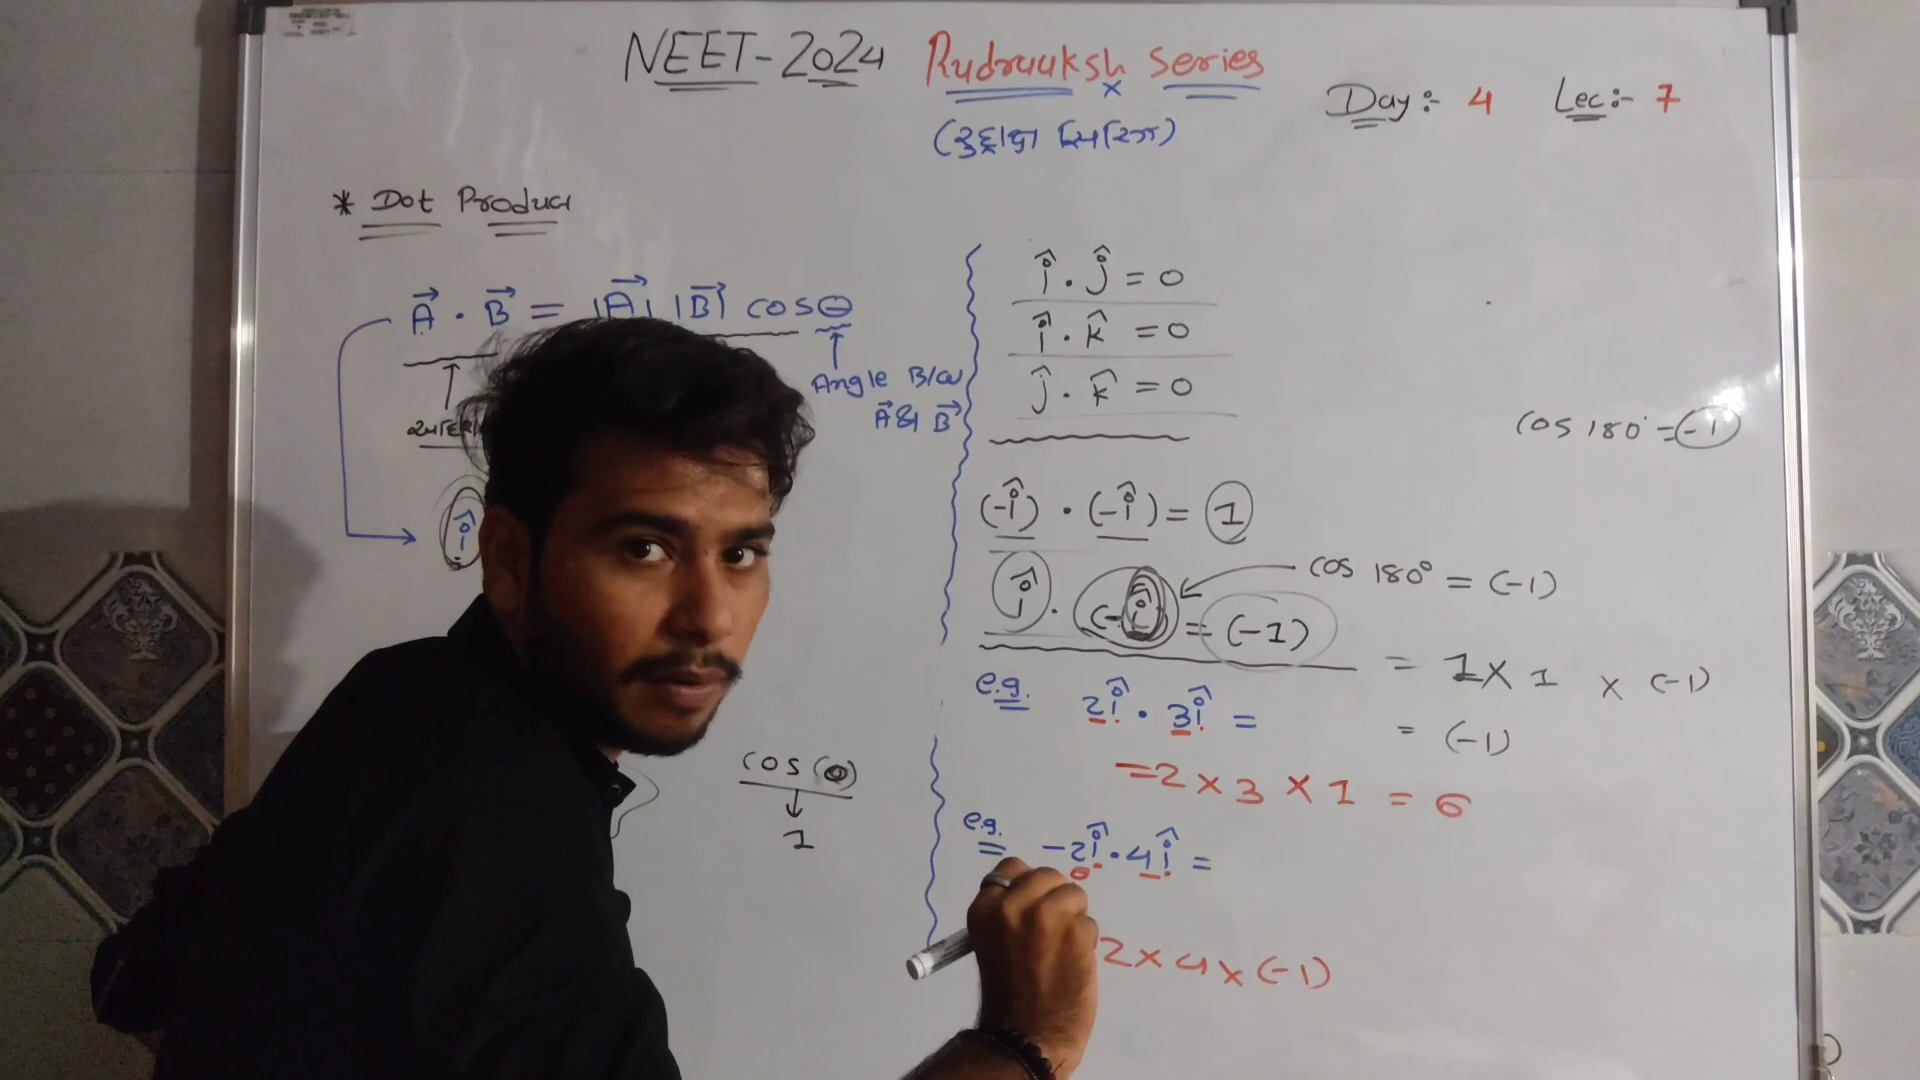 NEET-2024 Rudraaksh Series
×
(रुद्राक्ष सिरिज)
Day:- 4 Lec:- 7
* Dot Product
A⃗ · B⃗ = |A⃗| |B⃗| cosθ
Angle B/w
A⃗ & B⃗
î
cos(0)
1
î · ĵ = 0
î · k̂ = 0
ĵ · k̂ = 0
cos 180° = -1
(-î) · (-î) = 1
î · (-î) = (-1)
cos 180° = (-1)
= 1 × 1 × (-1)
= (-1)
e.g. 2î · 3î =
= 2 × 3 × 1 = 6
e.g. -2î · 4î =
2 × 4 × (-1)